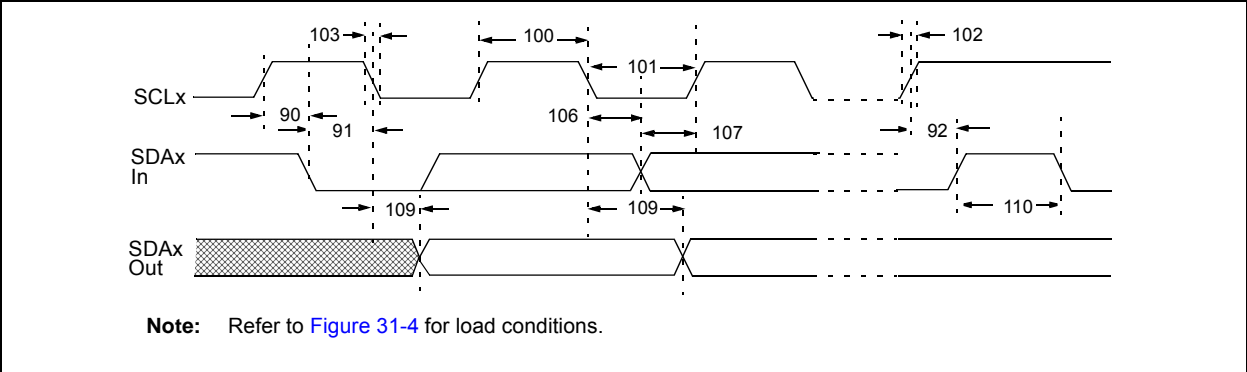 103
100
102
101
SCLx
90
106
91
107
92
SDAx
In
109
109
110
SDAx
Out
Note: Refer to Figure 31-4 for load conditions.